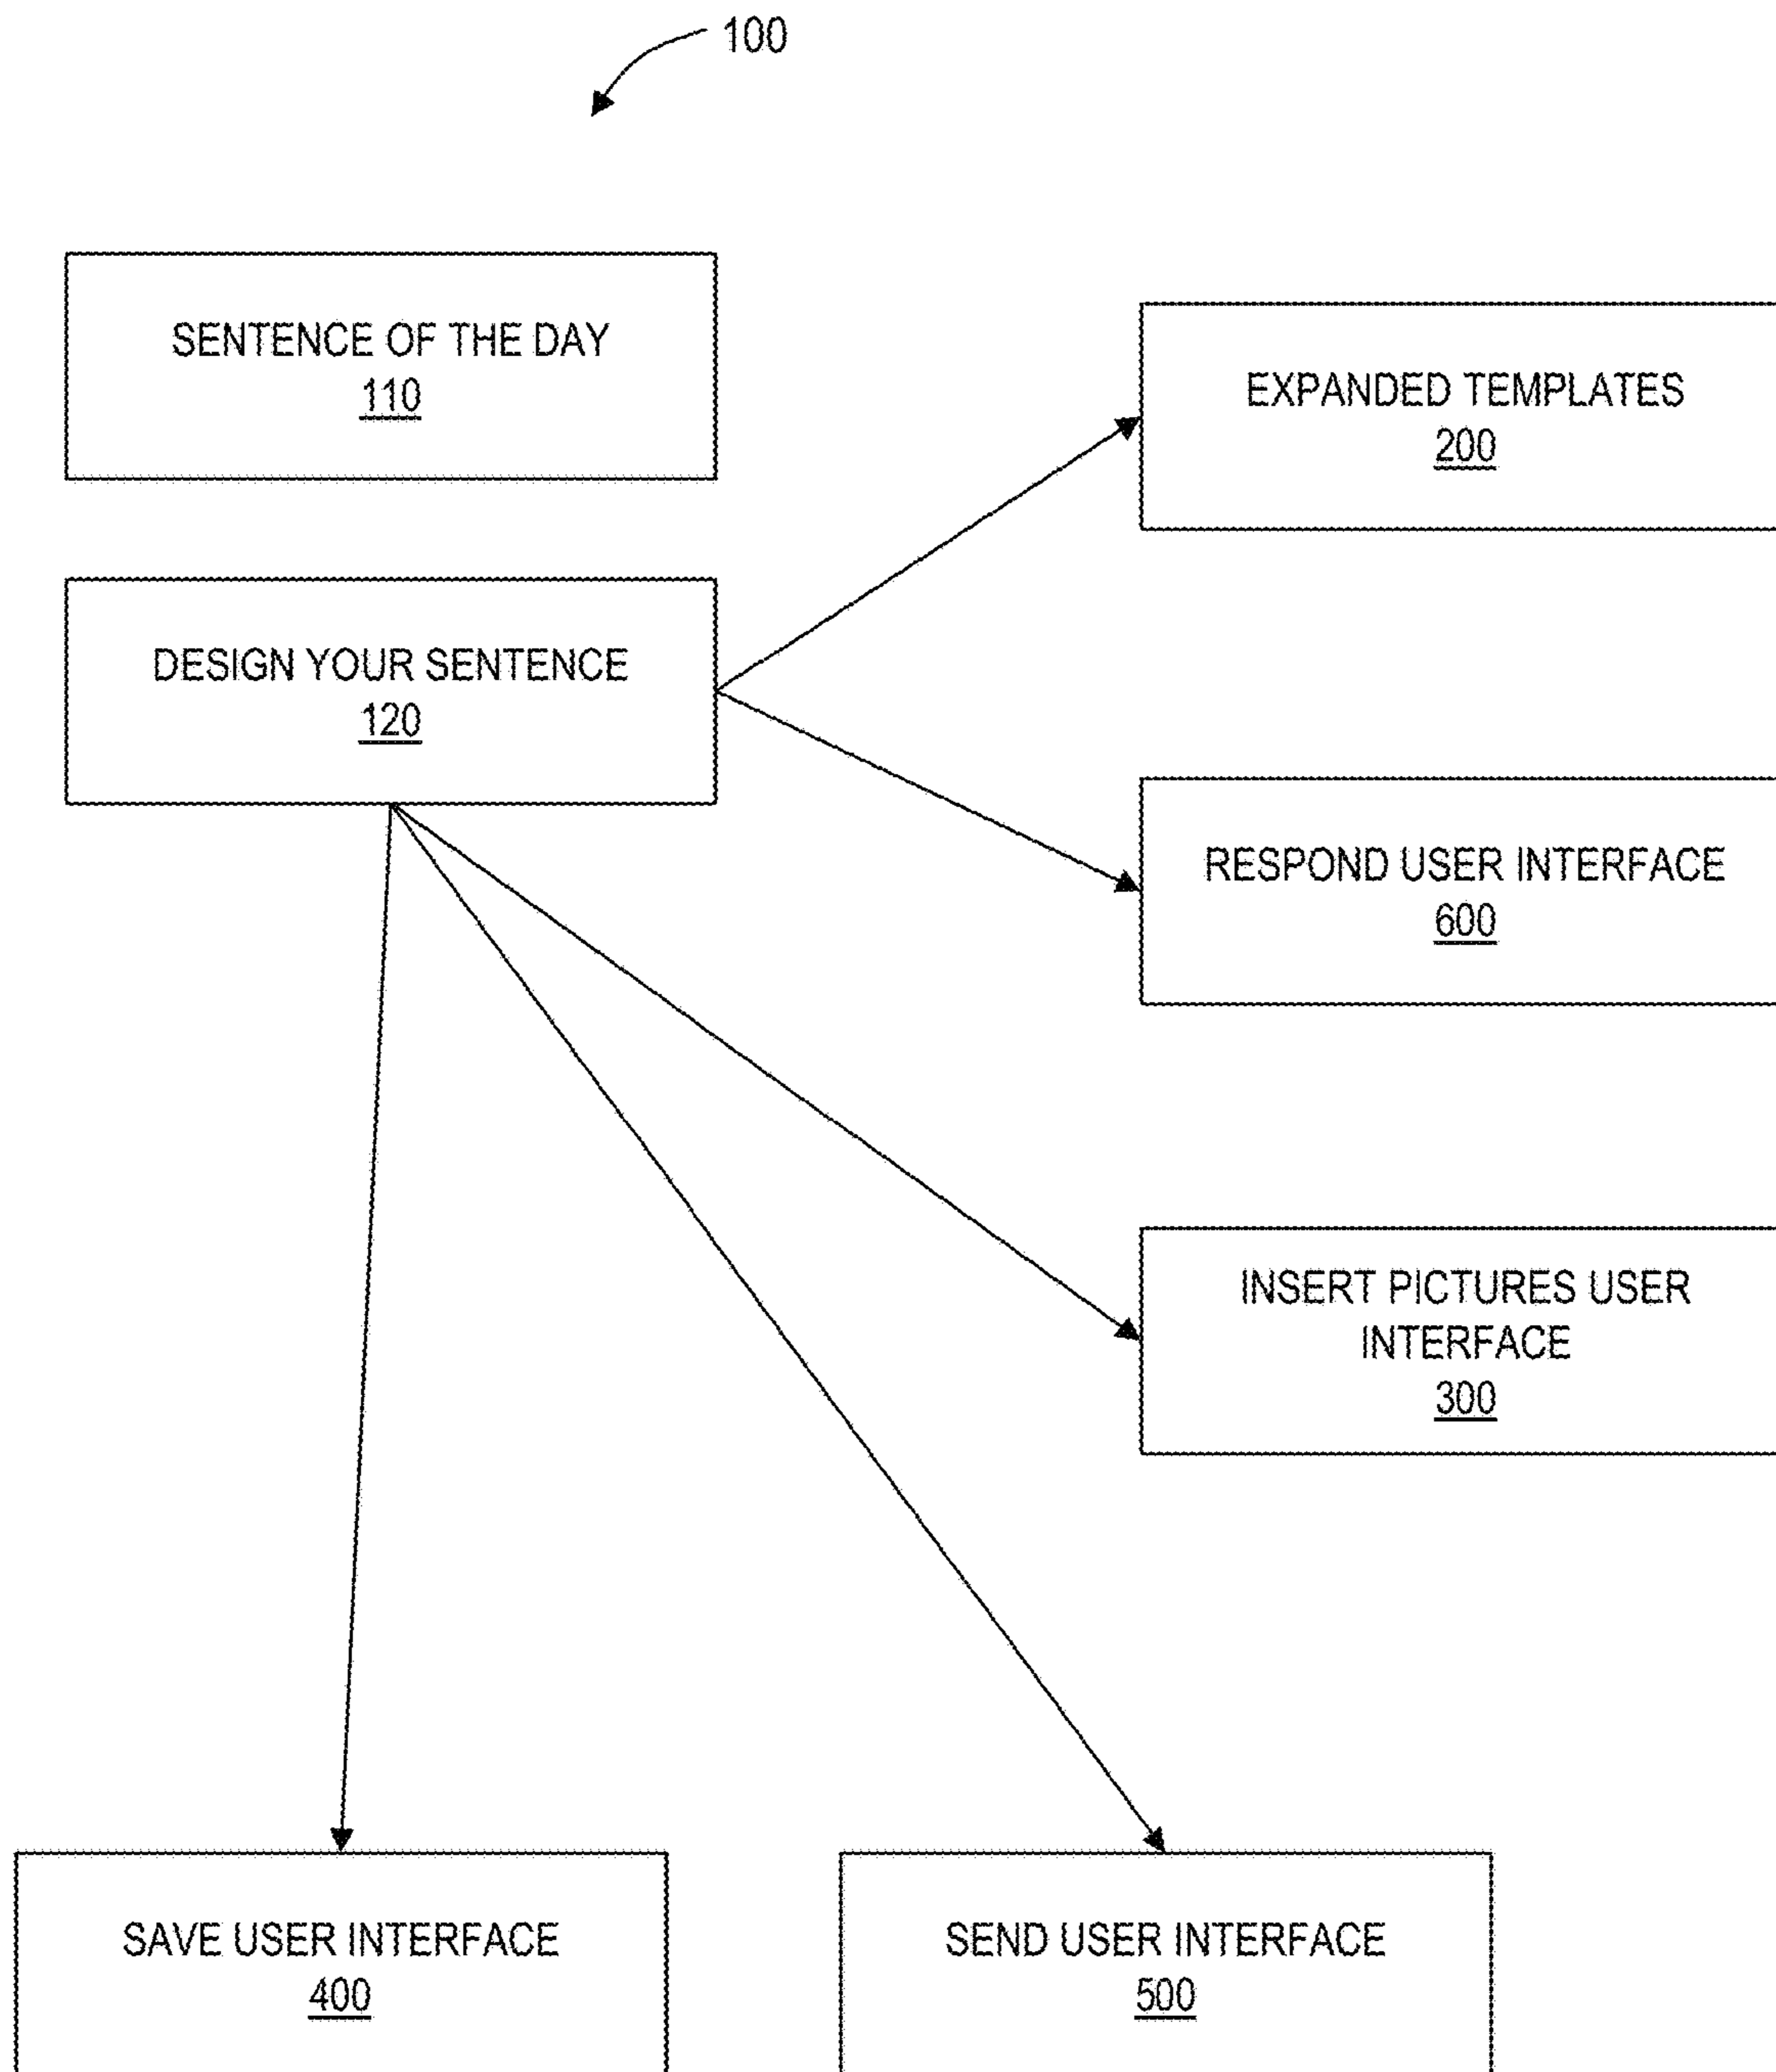 100
SENTENCE OF THE DAY
110
EXPANDED TEMPLATES
200
DESIGN YOUR SENTENCE
120
RESPOND USER INTERFACE
600
INSERT PICTURES USER
INTERFACE
300
SAVE USER INTERFACE
400
SEND USER INTERFACE
500